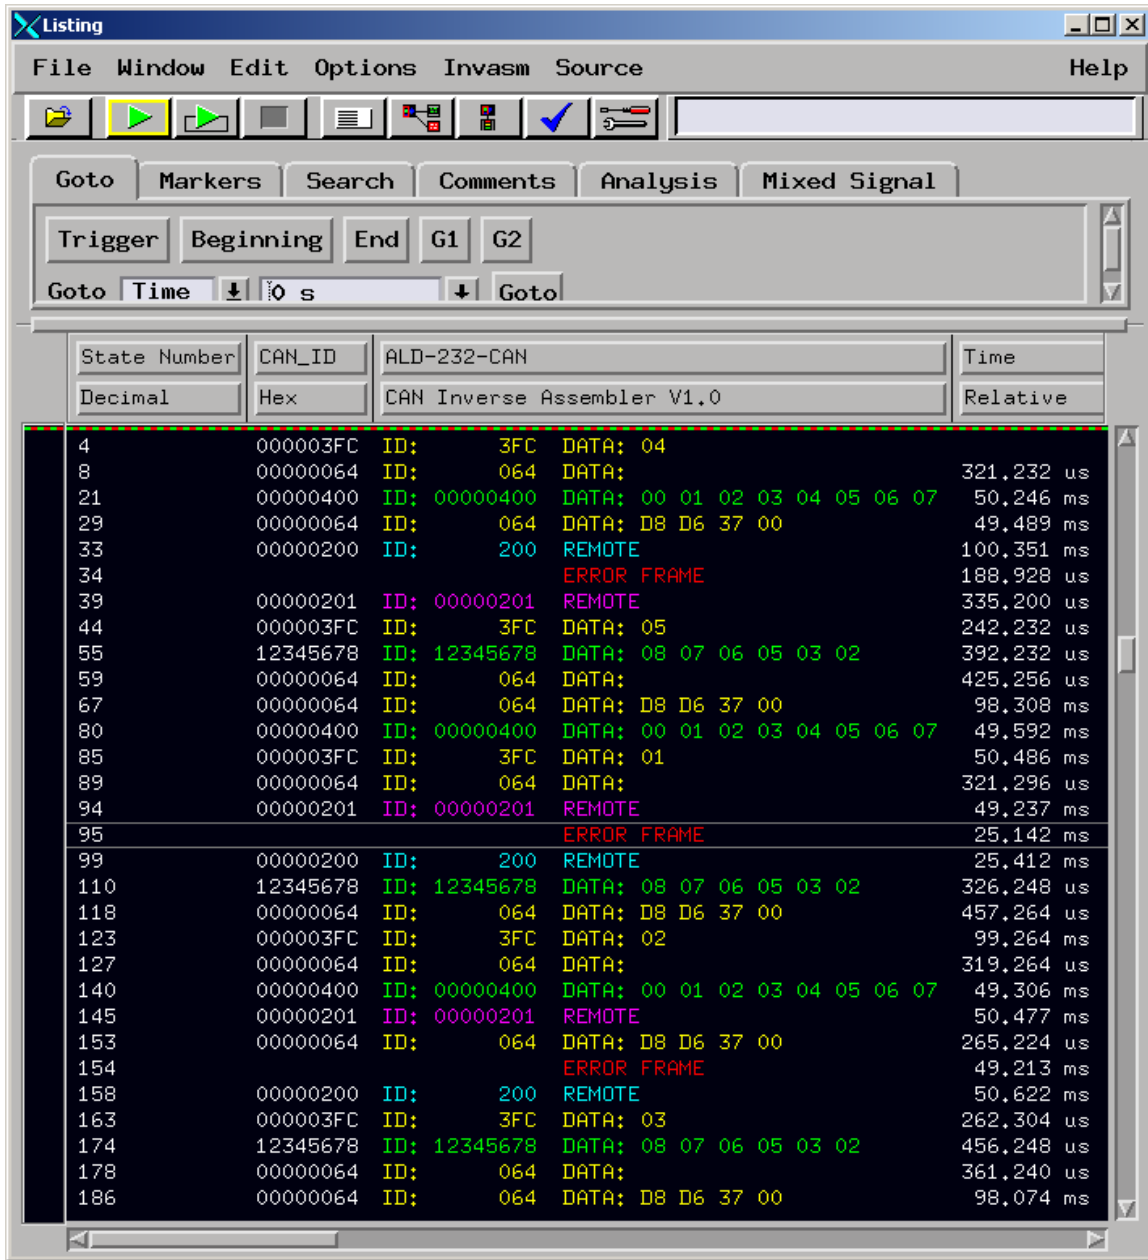 Listing
File Window Edit Options Invasm Source Help
Goto Markers Search Comments Analysis Mixed Signal
Trigger Beginning End G1 G2
Goto Time 0 s Goto
State Number CAN_ID ALD-232-CAN Time
Decimal Hex CAN Inverse Assembler V1.0 Relative
4 000003FC ID: 3FC DATA: 04
8 00000064 ID: 064 DATA: 321.232 us
21 00000400 ID: 00000400 DATA: 00 01 02 03 04 05 06 07 50.246 ms
29 00000064 ID: 064 DATA: D8 D6 37 00 49.489 ms
33 00000200 ID: 200 REMOTE 100.351 ms
34 ERROR FRAME 188.928 us
39 00000201 ID: 00000201 REMOTE 335.200 us
44 000003FC ID: 3FC DATA: 05 242.232 us
55 12345678 ID: 12345678 DATA: 08 07 06 05 03 02 392.232 us
59 00000064 ID: 064 DATA: 425.256 us
67 00000064 ID: 064 DATA: D8 D6 37 00 98.308 ms
80 00000400 ID: 00000400 DATA: 00 01 02 03 04 05 06 07 49.592 ms
85 000003FC ID: 3FC DATA: 01 50.486 ms
89 00000064 ID: 064 DATA: 321.296 us
94 00000201 ID: 00000201 REMOTE 49.237 ms
95 ERROR FRAME 25.142 ms
99 00000200 ID: 200 REMOTE 25.412 ms
110 12345678 ID: 12345678 DATA: 08 07 06 05 03 02 326.248 us
118 00000064 ID: 064 DATA: D8 D6 37 00 457.264 us
123 000003FC ID: 3FC DATA: 02 99.264 ms
127 00000064 ID: 064 DATA: 319.264 us
140 00000400 ID: 00000400 DATA: 00 01 02 03 04 05 06 07 49.306 ms
145 00000201 ID: 00000201 REMOTE 50.477 ms
153 00000064 ID: 064 DATA: D8 D6 37 00 265.224 us
154 ERROR FRAME 49.213 ms
158 00000200 ID: 200 REMOTE 50.622 ms
163 000003FC ID: 3FC DATA: 03 262.304 us
174 12345678 ID: 12345678 DATA: 08 07 06 05 03 02 456.248 us
178 00000064 ID: 064 DATA: 361.240 us
186 00000064 ID: 064 DATA: D8 D6 37 00 98.074 ms